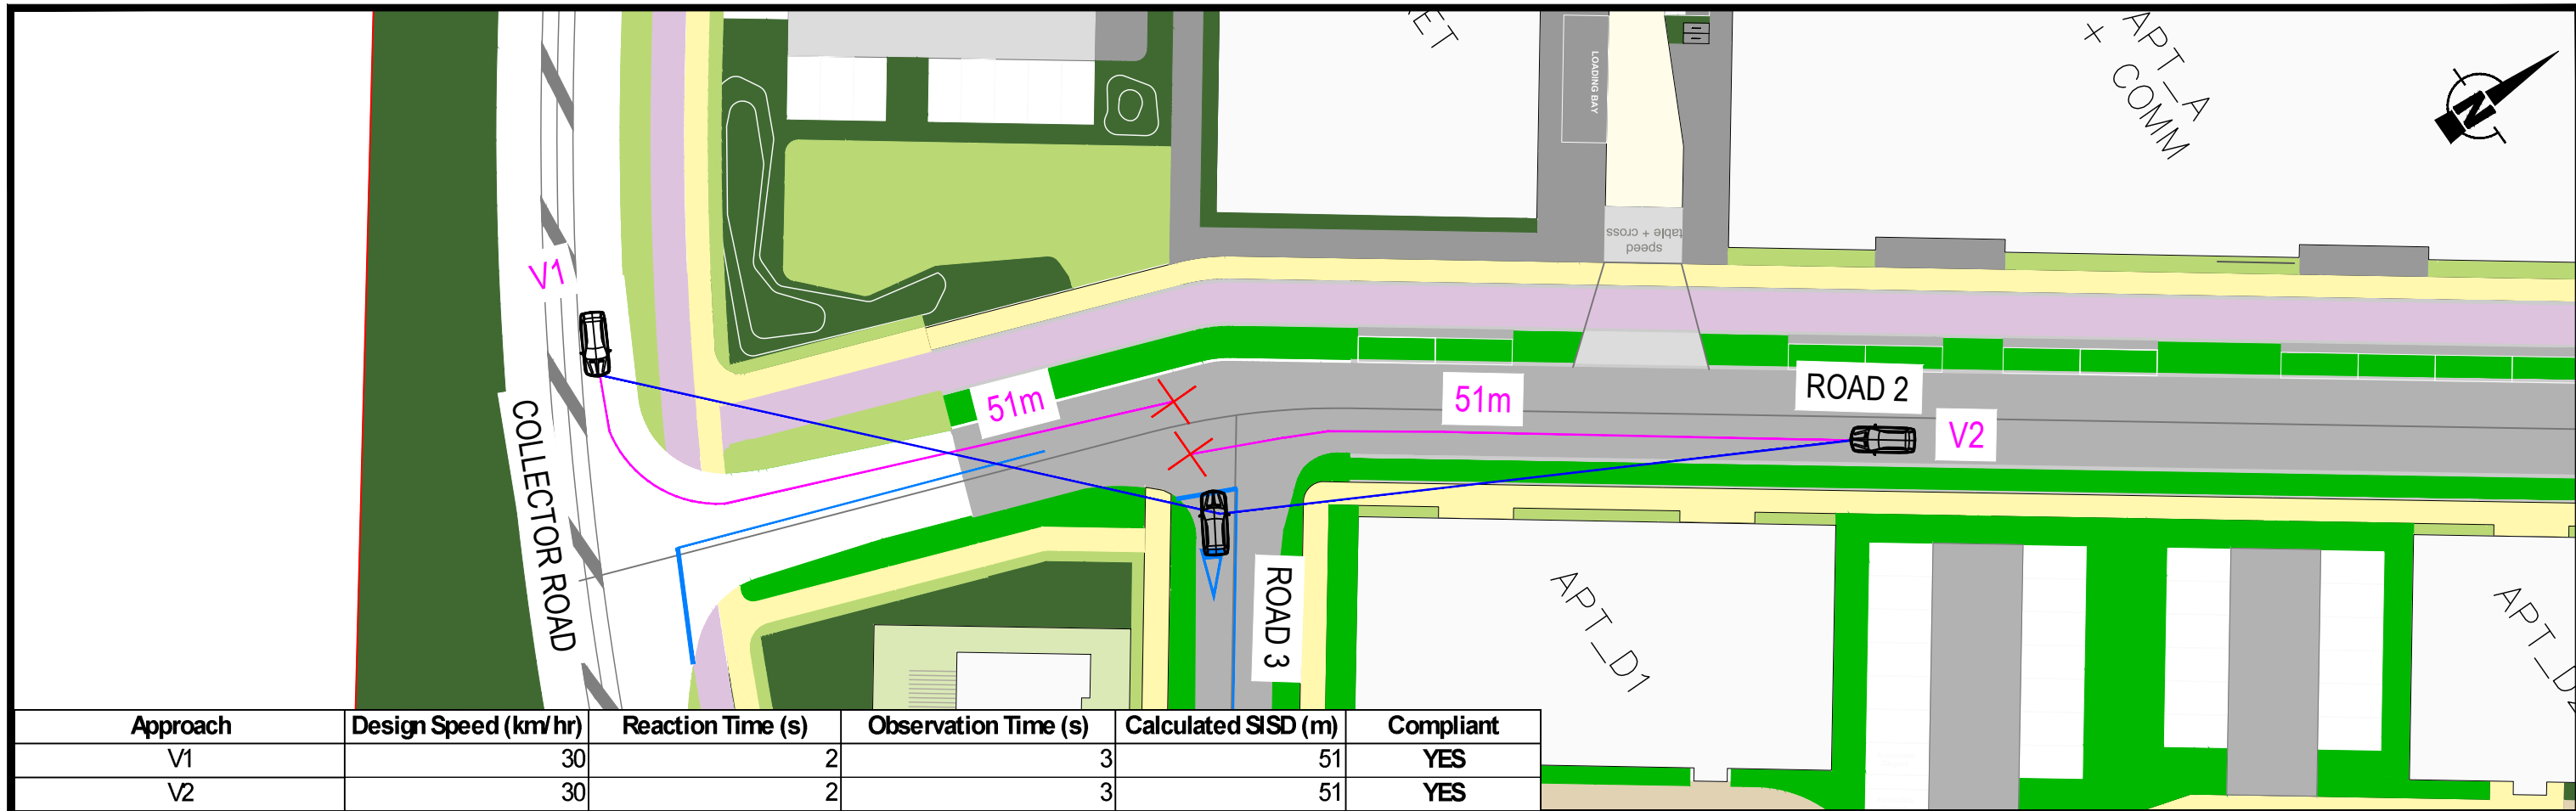 ET
LOADING BAY
APT_A
+ COMM
N
speed
table + cross
V1
COLLECTOR ROAD
51m
51m
ROAD 2
V2
ROAD 3
APT_D1
Approach Design Speed (km/hr) Reaction Time (s) Observation Time (s) Calculated SISD (m) Compliant
V1 30 2 3 51 YES
V2 30 2 3 51 YES